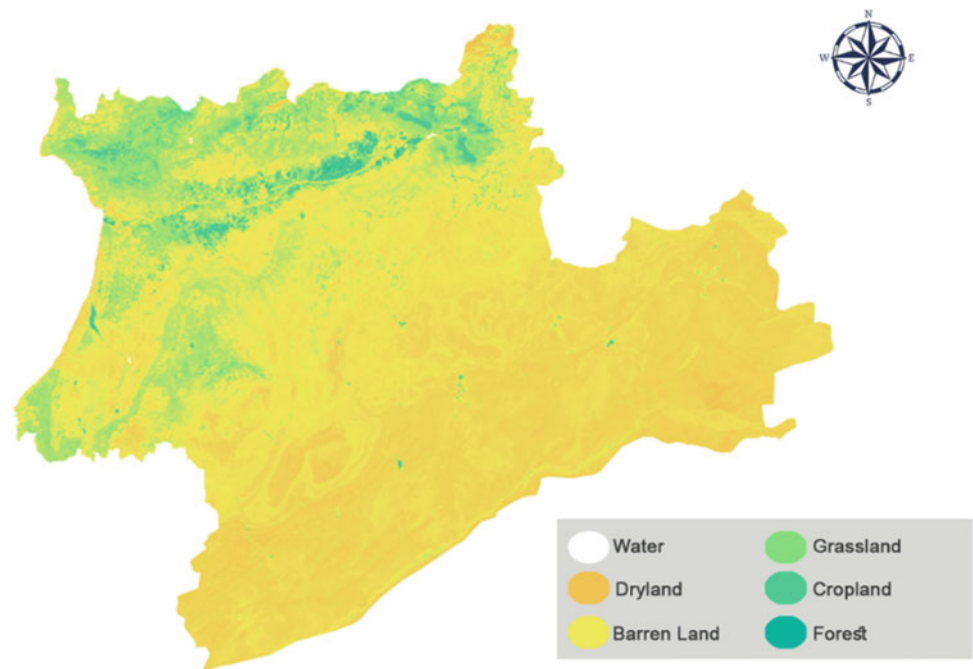 N
W E
S
Water
Grassland
Dryland
Cropland
Barren Land
Forest